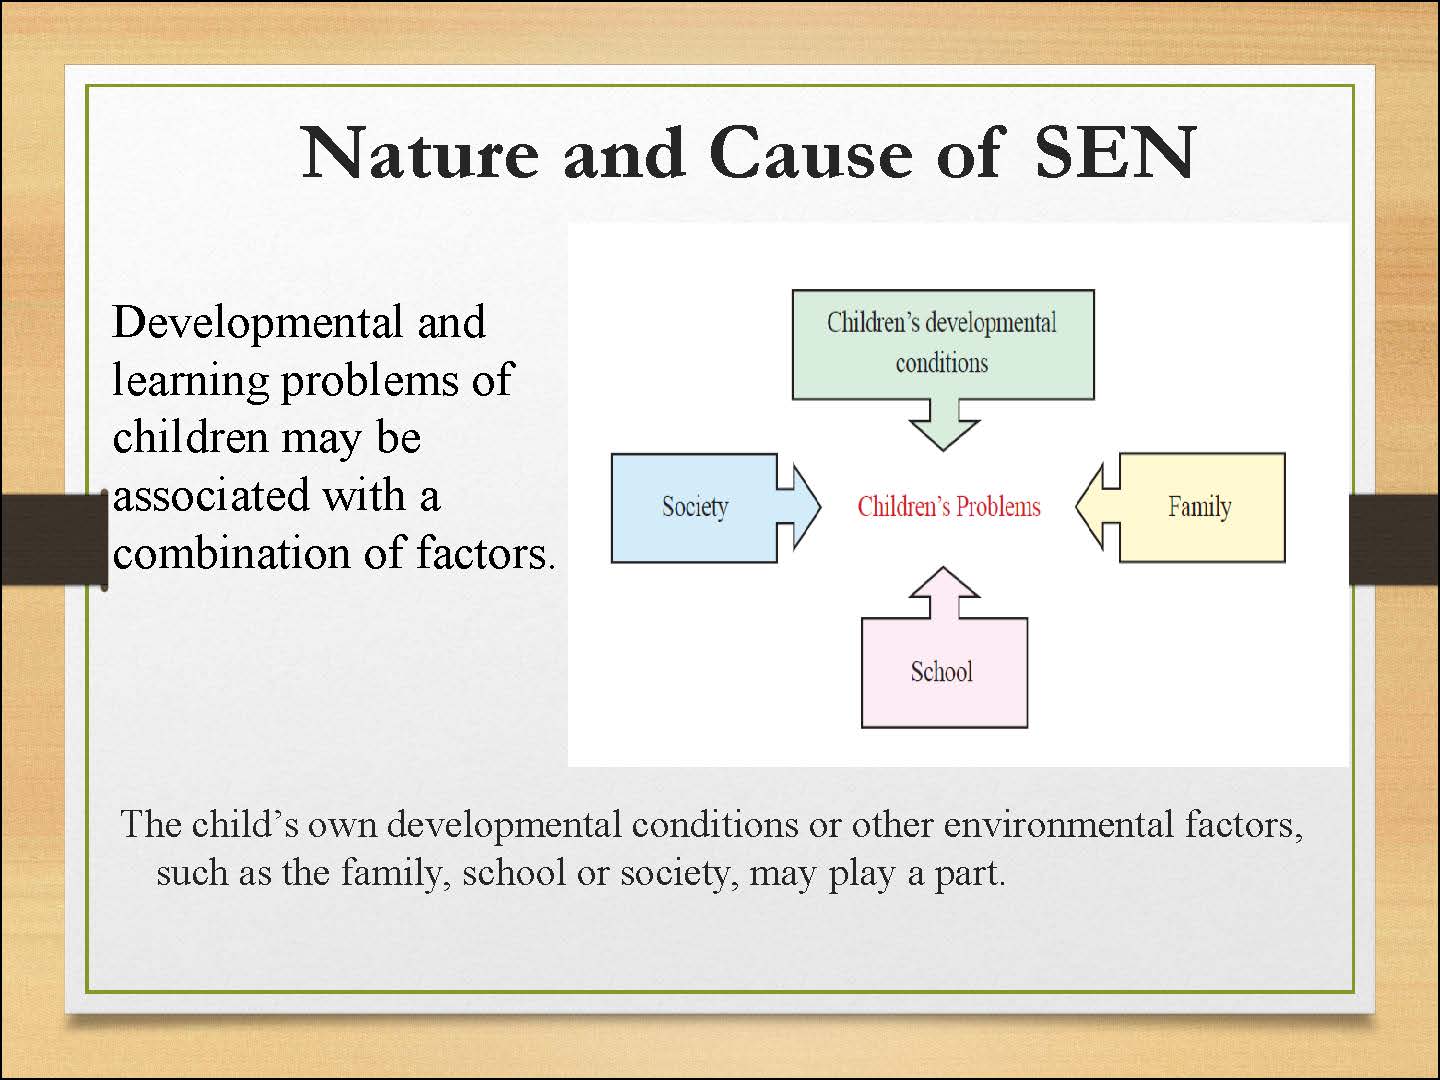 Nature and Cause of SEN
Developmental and
learning problems of
children may be
associated with a
combination of factors.
Children’s developmental
conditions
Society
Children’s Problems
Family
School
The child’s own developmental conditions or other environmental factors,
such as the family, school or society, may play a part.